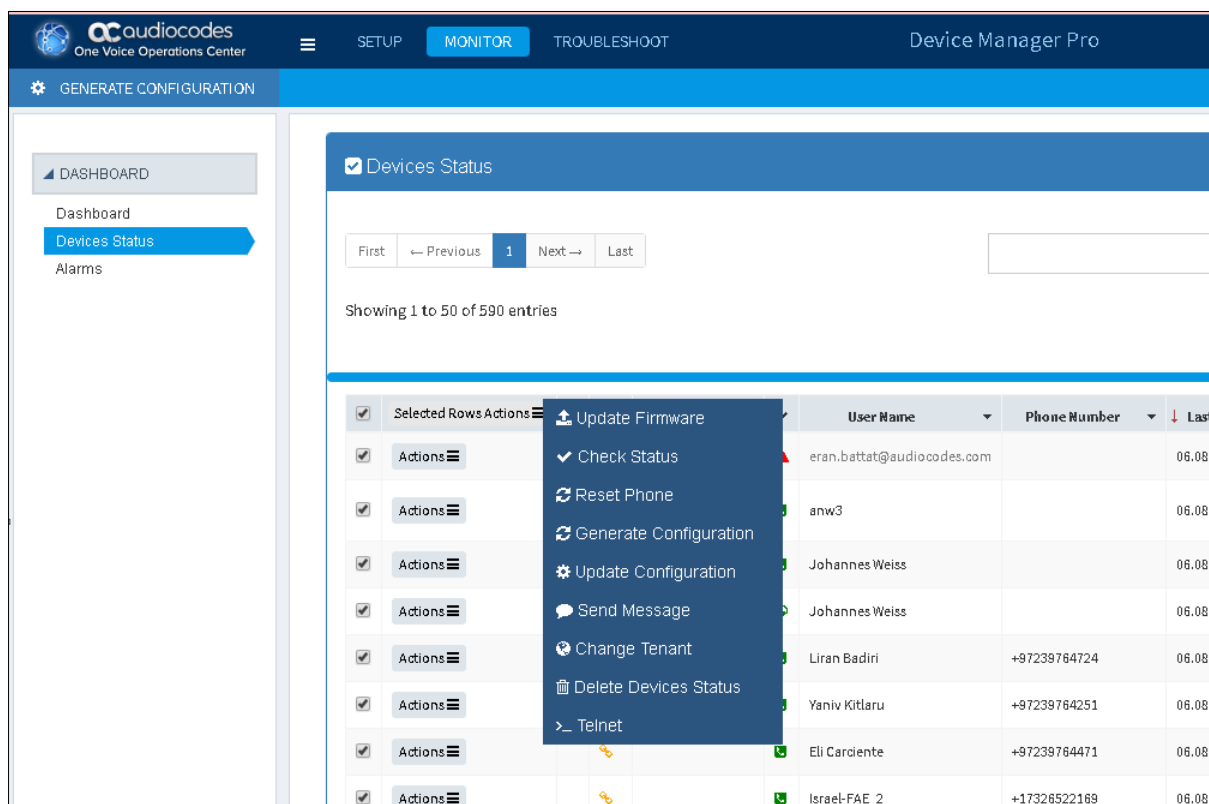 audiocodes
One Voice Operations Center
SETUP MONITOR TROUBLESHOOT Device Manager Pro
GENERATE CONFIGURATION
DASHBOARD
Dashboard
Devices Status
Alarms
Devices Status
First ← Previous 1 Next → Last
Showing 1 to 50 of 590 entries
Selected Rows Actions User Name Phone Number ↓ Las
Update Firmware
Check Status
Reset Phone
Generate Configuration
Update Configuration
Send Message
Change Tenant
Delete Devices Status
>_ Telnet
Actions eran.battat@audiocodes.com 06.08
Actions anw3 06.08
Actions Johannes Weiss 06.08
Actions Johannes Weiss 06.08
Actions Liran Badiri +97239764724 06.08
Actions Yaniv Kitlaru +97239764251 06.08
Actions Eli Carciente +97239764471 06.08
Actions Israel-FAE 2 +17326522169 06.08